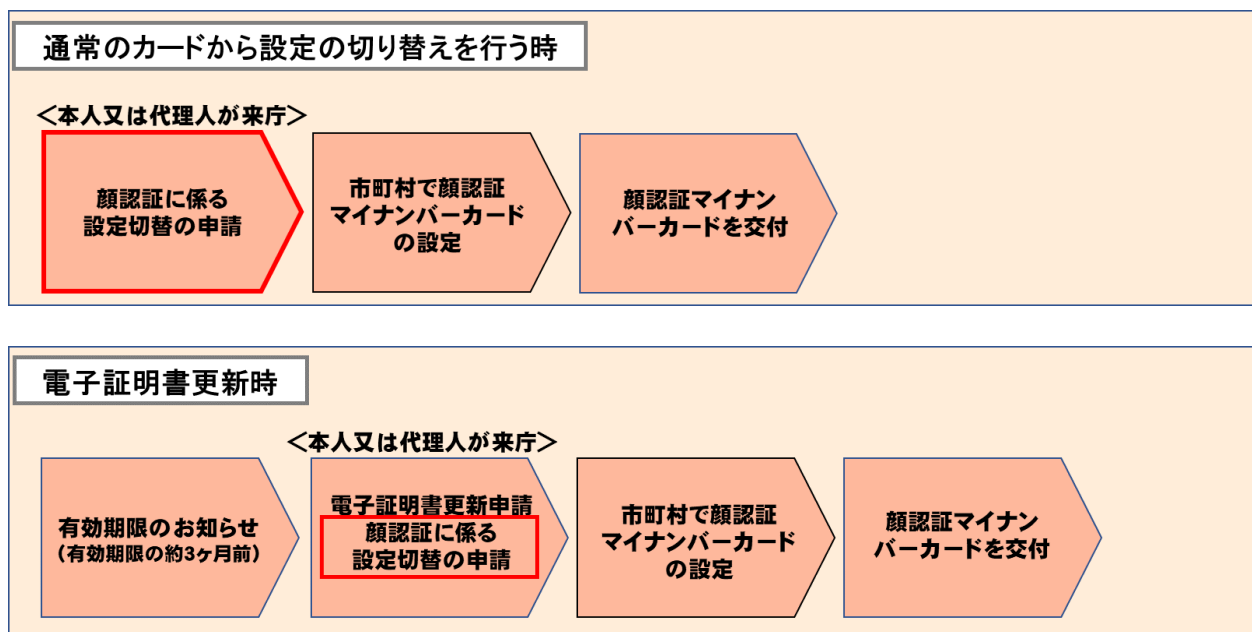 通常のカードから設定の切り替えを行う時
＜本人又は代理人が来庁＞
顔認証に係る
設定切替の申請
市町村で顔認証
マイナンバーカード
の設定
顔認証マイナン
バーカードを交付
電子証明書更新時
＜本人又は代理人が来庁＞
有効期限のお知らせ
（有効期限の約3ヶ月前）
電子証明書更新申請
顔認証に係る
設定切替の申請
市町村で顔認証
マイナンバーカード
の設定
顔認証マイナン
バーカードを交付